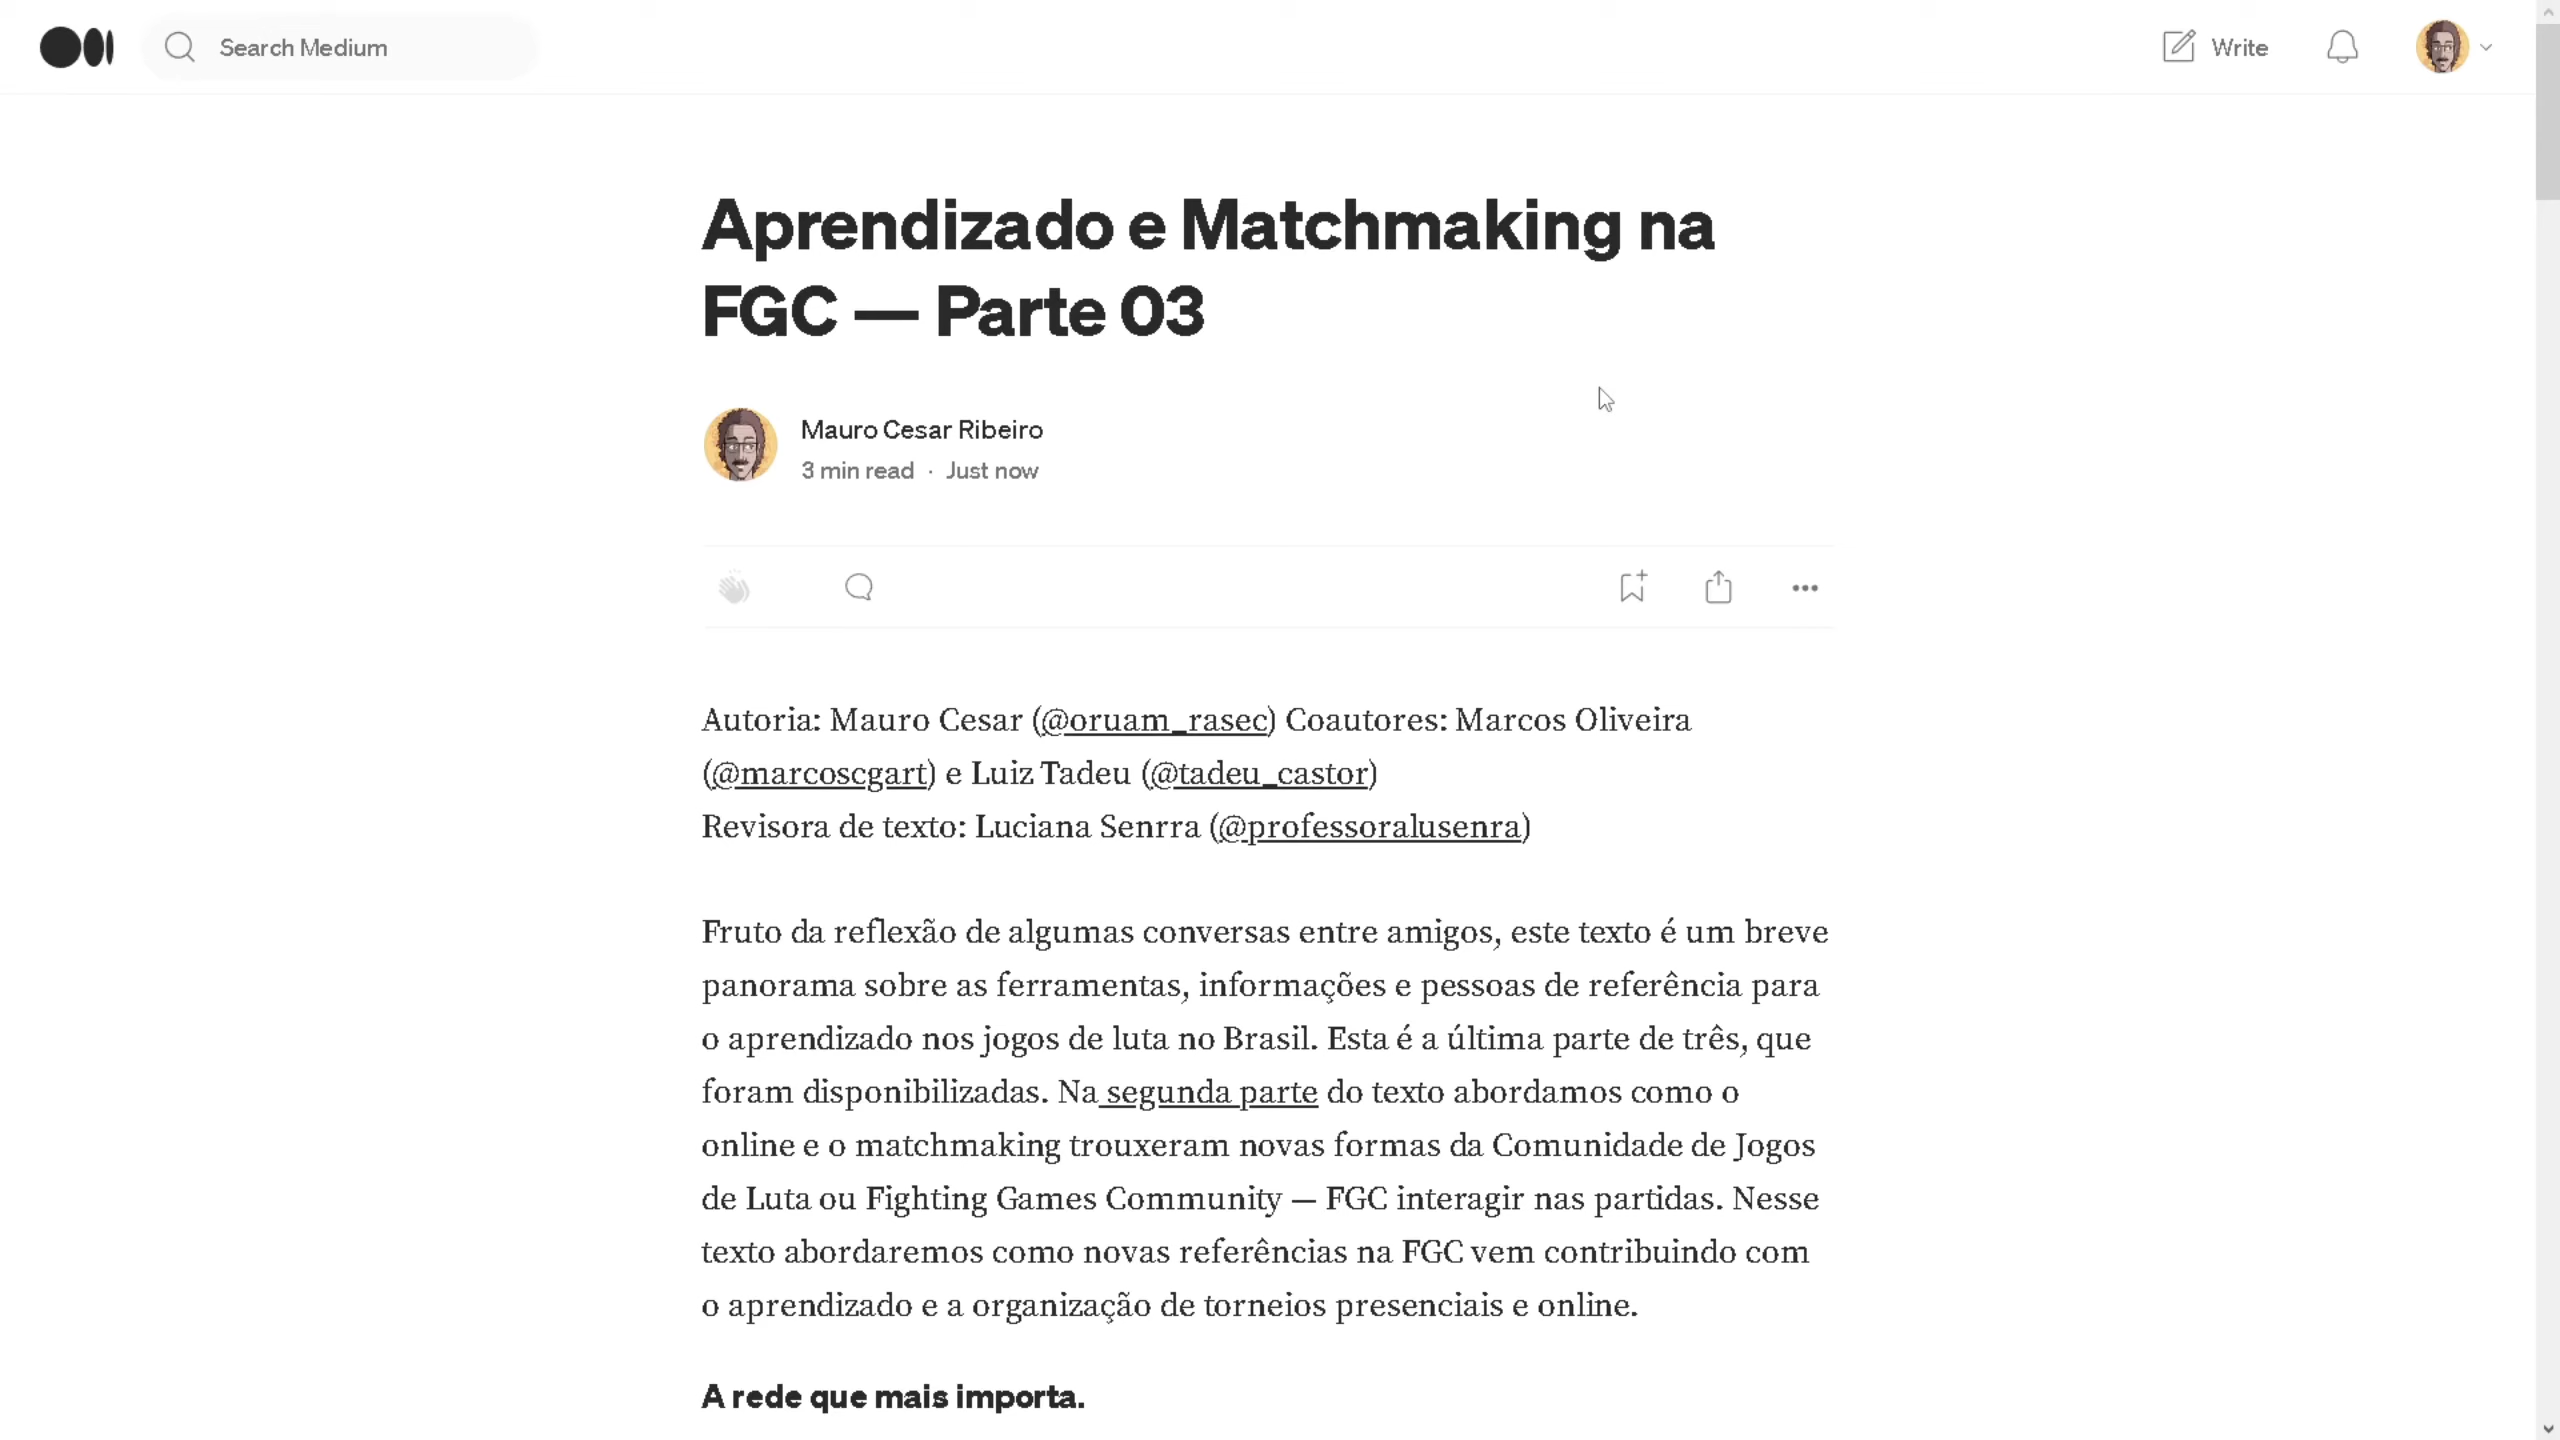 Search Medium
Write
Aprendizado e Matchmaking na
FGC — Parte 03
Mauro Cesar Ribeiro
3 min read · Just now
Autoria: Mauro Cesar (@oruam_rasec) Coautores: Marcos Oliveira
(@marcoscgart) e Luiz Tadeu (@tadeu_castor)
Revisora de texto: Luciana Senrra (@professoralusenra)
Fruto da reflexão de algumas conversas entre amigos, este texto é um breve
panorama sobre as ferramentas, informações e pessoas de referência para
o aprendizado nos jogos de luta no Brasil. Esta é a última parte de três, que
foram disponibilizadas. Na segunda parte do texto abordamos como o
online e o matchmaking trouxeram novas formas da Comunidade de Jogos
de Luta ou Fighting Games Community — FGC interagir nas partidas. Nesse
texto abordaremos como novas referências na FGC vem contribuindo com
o aprendizado e a organização de torneios presenciais e online.
A rede que mais importa.